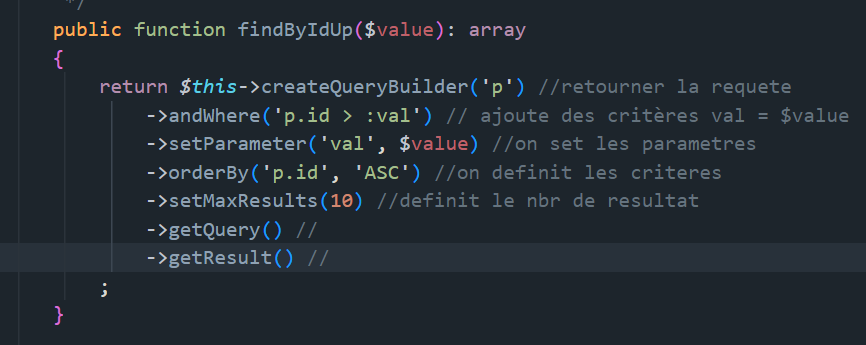 */
public function findByIdUp($value): array
{
return $this->createQueryBuilder('p') //retourner la requete
->andWhere('p.id > :val') // ajoute des critères val = $value
->setParameter('val', $value) //on set les parametres
->orderBy('p.id', 'ASC') //on definit les criteres
->setMaxResults(10) //definit le nbr de resultat
->getQuery() //
->getResult() //
;
}